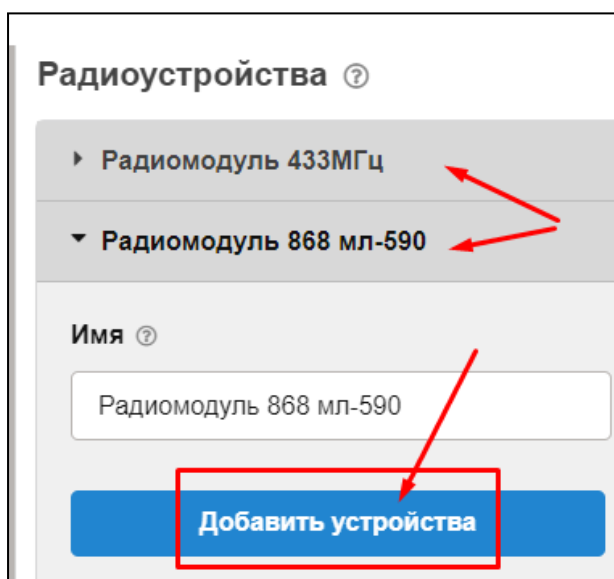 Радиоустройства ?
Радиомодуль 433МГц
Радиомодуль 868 мл-590
Имя ?
Радиомодуль 868 мл-590
Добавить устройства